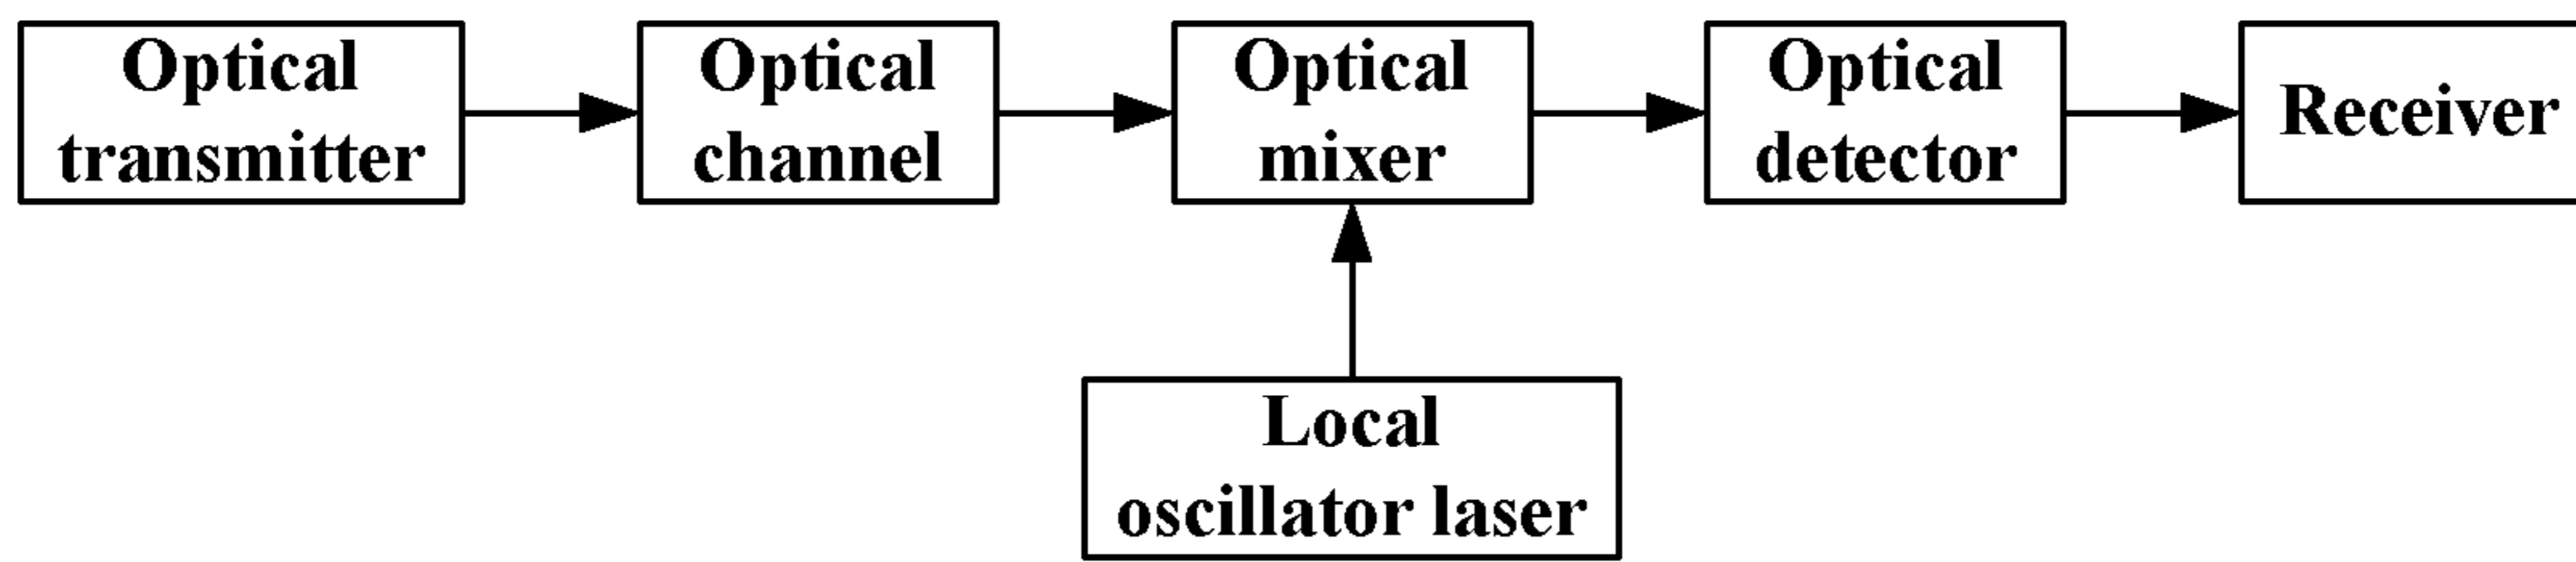 Optical
transmitter
Optical
channel
Optical
mixer
Optical
detector
Receiver
Local
oscillator laser